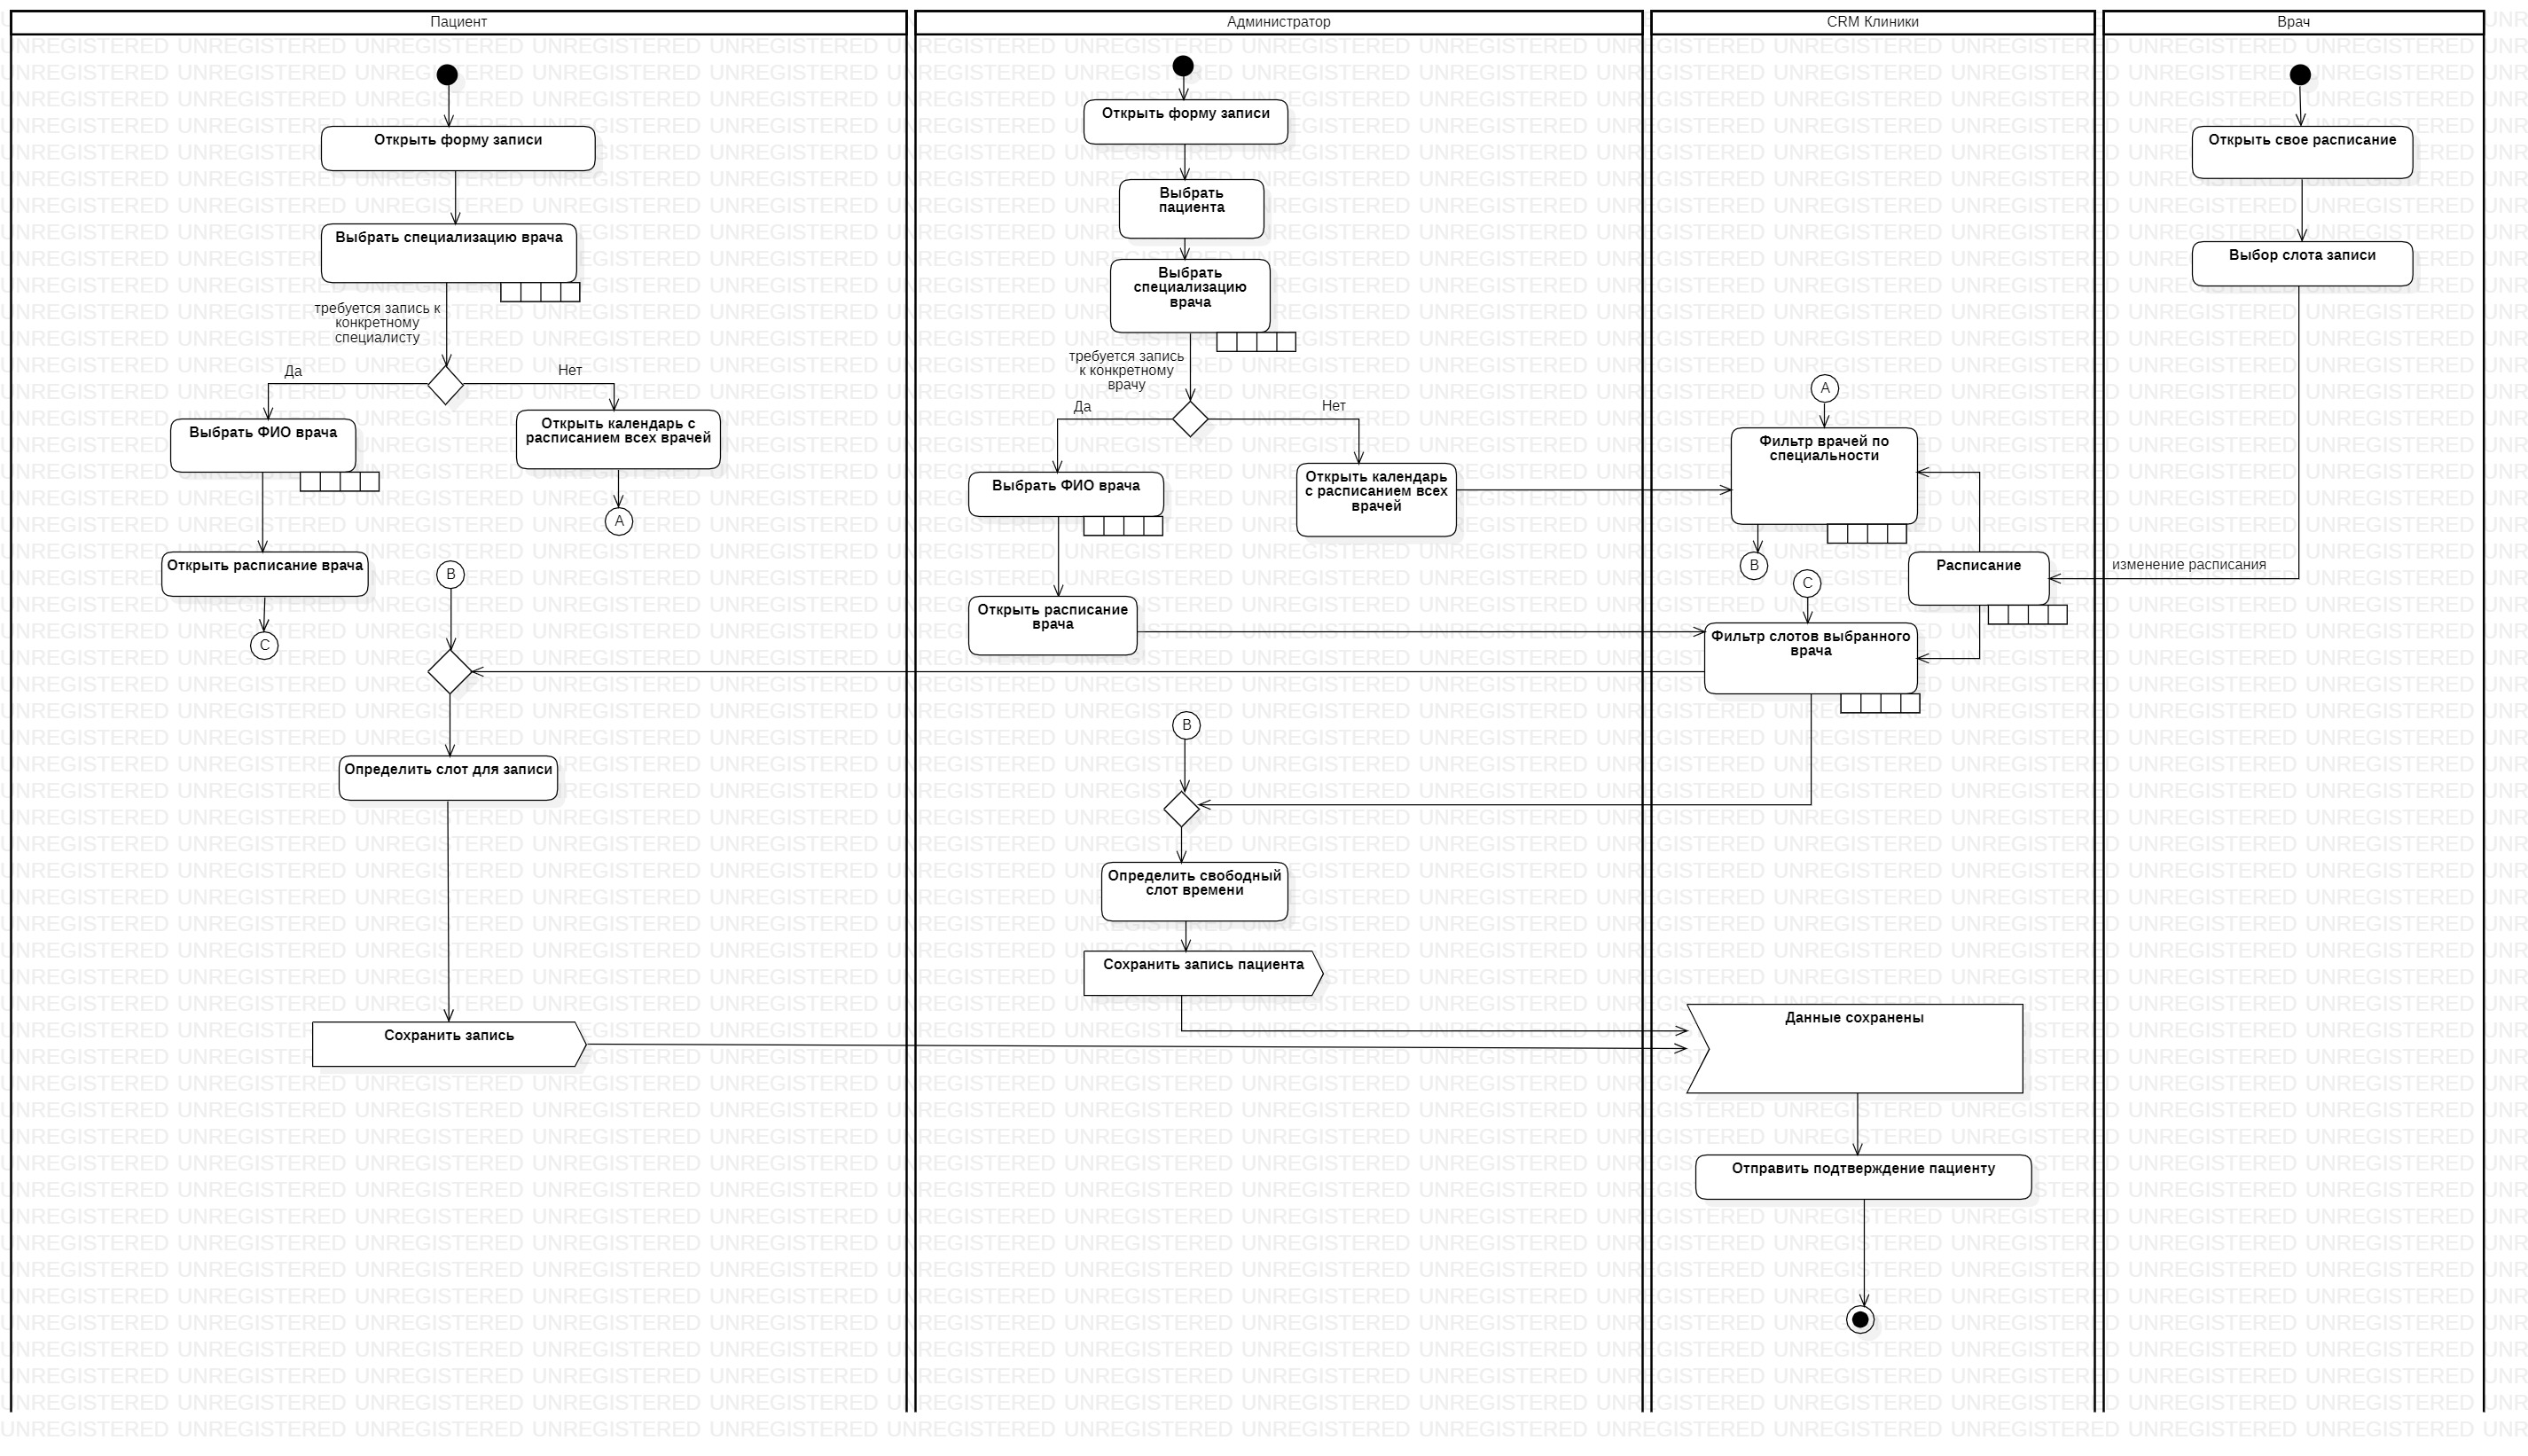 Пациент
Администратор
CRM Клиники
Врач
Открыть форму записи
Выбрать специализацию врача
требуется запись к
конкретному
специалисту
Да
Нет
Выбрать ФИО врача
Открыть календарь с
расписанием всех врачей
A
Открыть расписание врача
C
B
Определить слот для записи
Сохранить запись
Открыть форму записи
Выбрать
пациента
Выбрать
специализацию
врача
требуется запись
к конкретному
врачу
Да
Нет
Выбрать ФИО врача
Открыть календарь
с расписанием всех
врачей
Открыть расписание
врача
B
Определить свободный
слот времени
Сохранить запись пациента
A
Фильтр врачей по
специальности
B
C
Расписание
Фильтр слотов выбранного
врача
Данные сохранены
Отправить подтверждение пациенту
Открыть свое расписание
Выбор слота записи
изменение расписания
UNREGISTERED